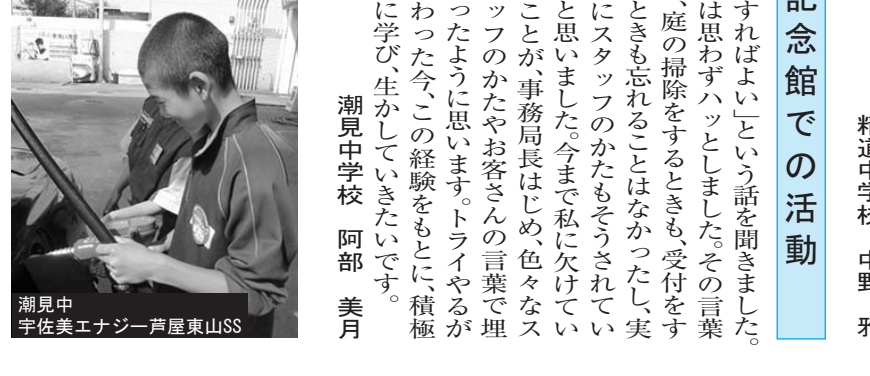 精道中学校 中野 雅
記念館での活動
すればよい」という話を聞きました。
は思わずハッとしました。その言葉
、庭の掃除をするときも、受付をす
ときも忘れることはなかったし、実
にスタッフのかたもそうされてい
と思いました。今まで私に欠けてい
ことが、事務局長はじめ、色々なス
ッフのかたやお客さんの言葉で埋
ったように思います。トライやるが
わった今、この経験をもとに、積極
に学び、生かしていきたいです。
潮見中学校 阿部 美月
潮見中
宇佐美エナジー芦屋東山SS